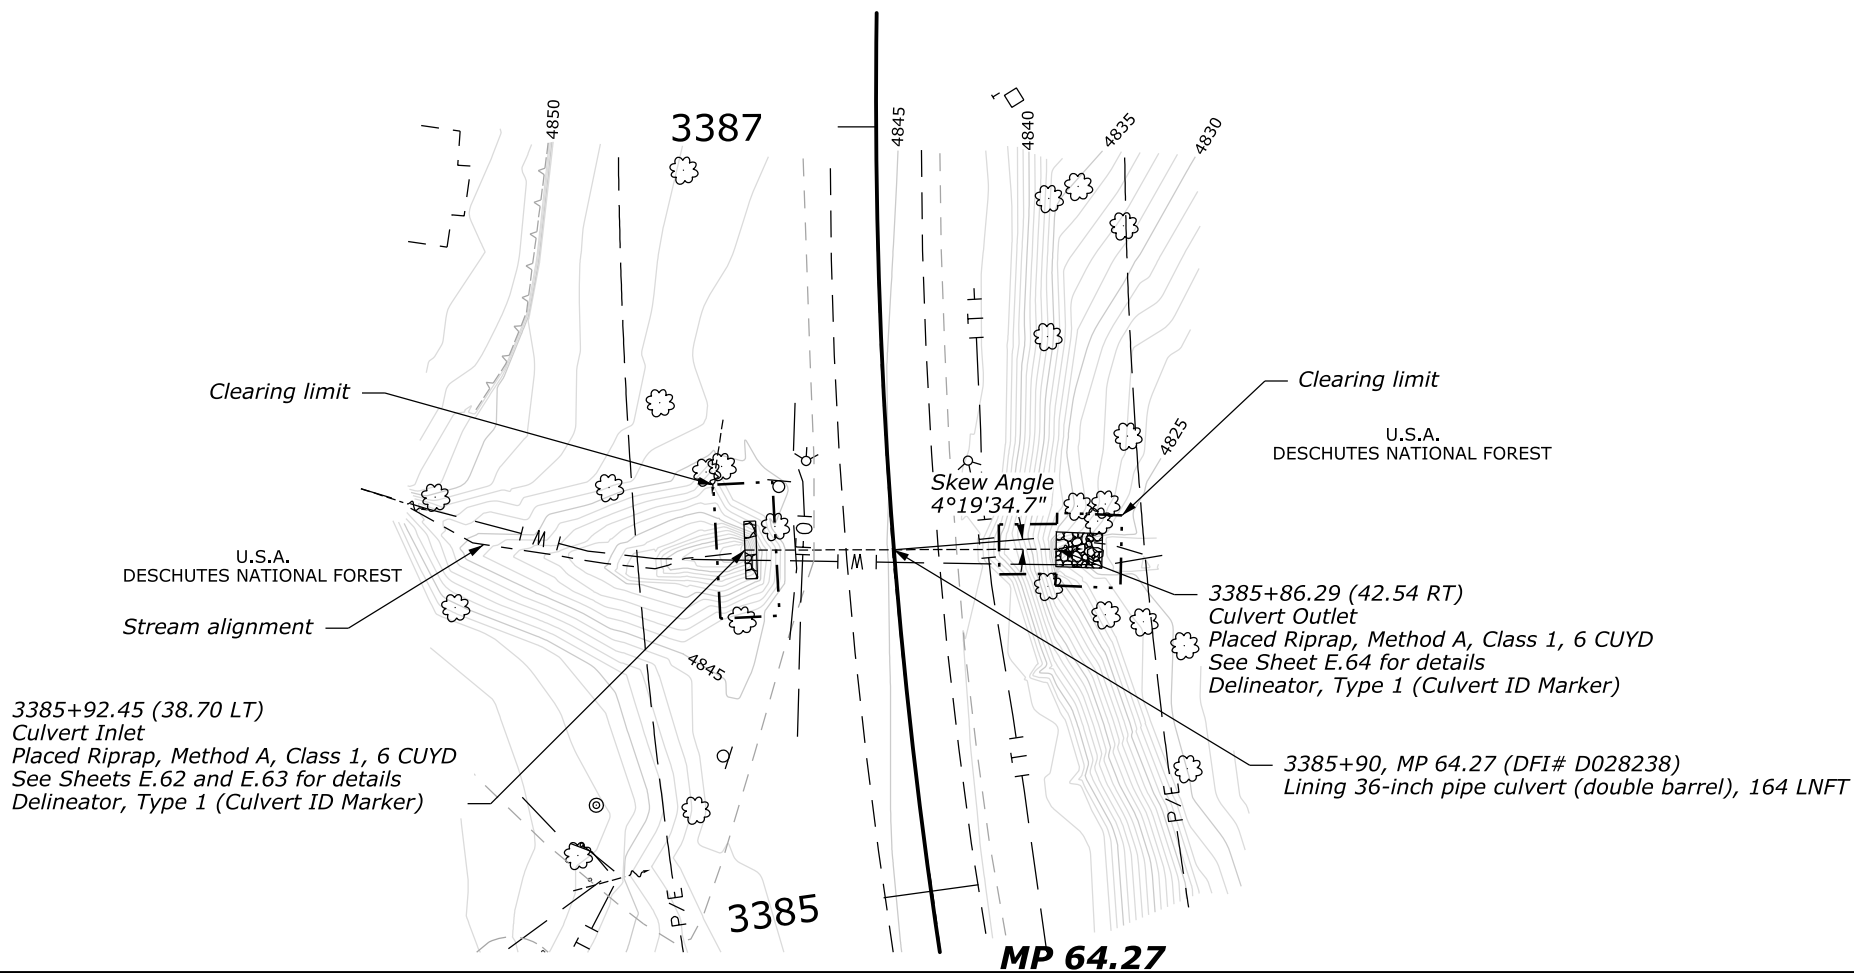 4850
3387
4845
4840
4835
4830
Clearing limit
Clearing limit
U.S.A.
DESCHUTES NATIONAL FOREST
4825
Skew Angle
4°19'34.7"
FO
W
W
U.S.A.
DESCHUTES NATIONAL FOREST
Stream alignment
4845
3385+86.29 (42.54 RT)
Culvert Outlet
Placed Riprap, Method A, Class 1, 6 CUYD
See Sheet E.64 for details
Delineator, Type 1 (Culvert ID Marker)
3385+92.45 (38.70 LT)
Culvert Inlet
Placed Riprap, Method A, Class 1, 6 CUYD
See Sheets E.62 and E.63 for details
Delineator, Type 1 (Culvert ID Marker)
3385+90, MP 64.27 (DFI# D028238)
Lining 36-inch pipe culvert (double barrel), 164 LNFT
T
T
T
P/E
P/E
3385
MP 64.27